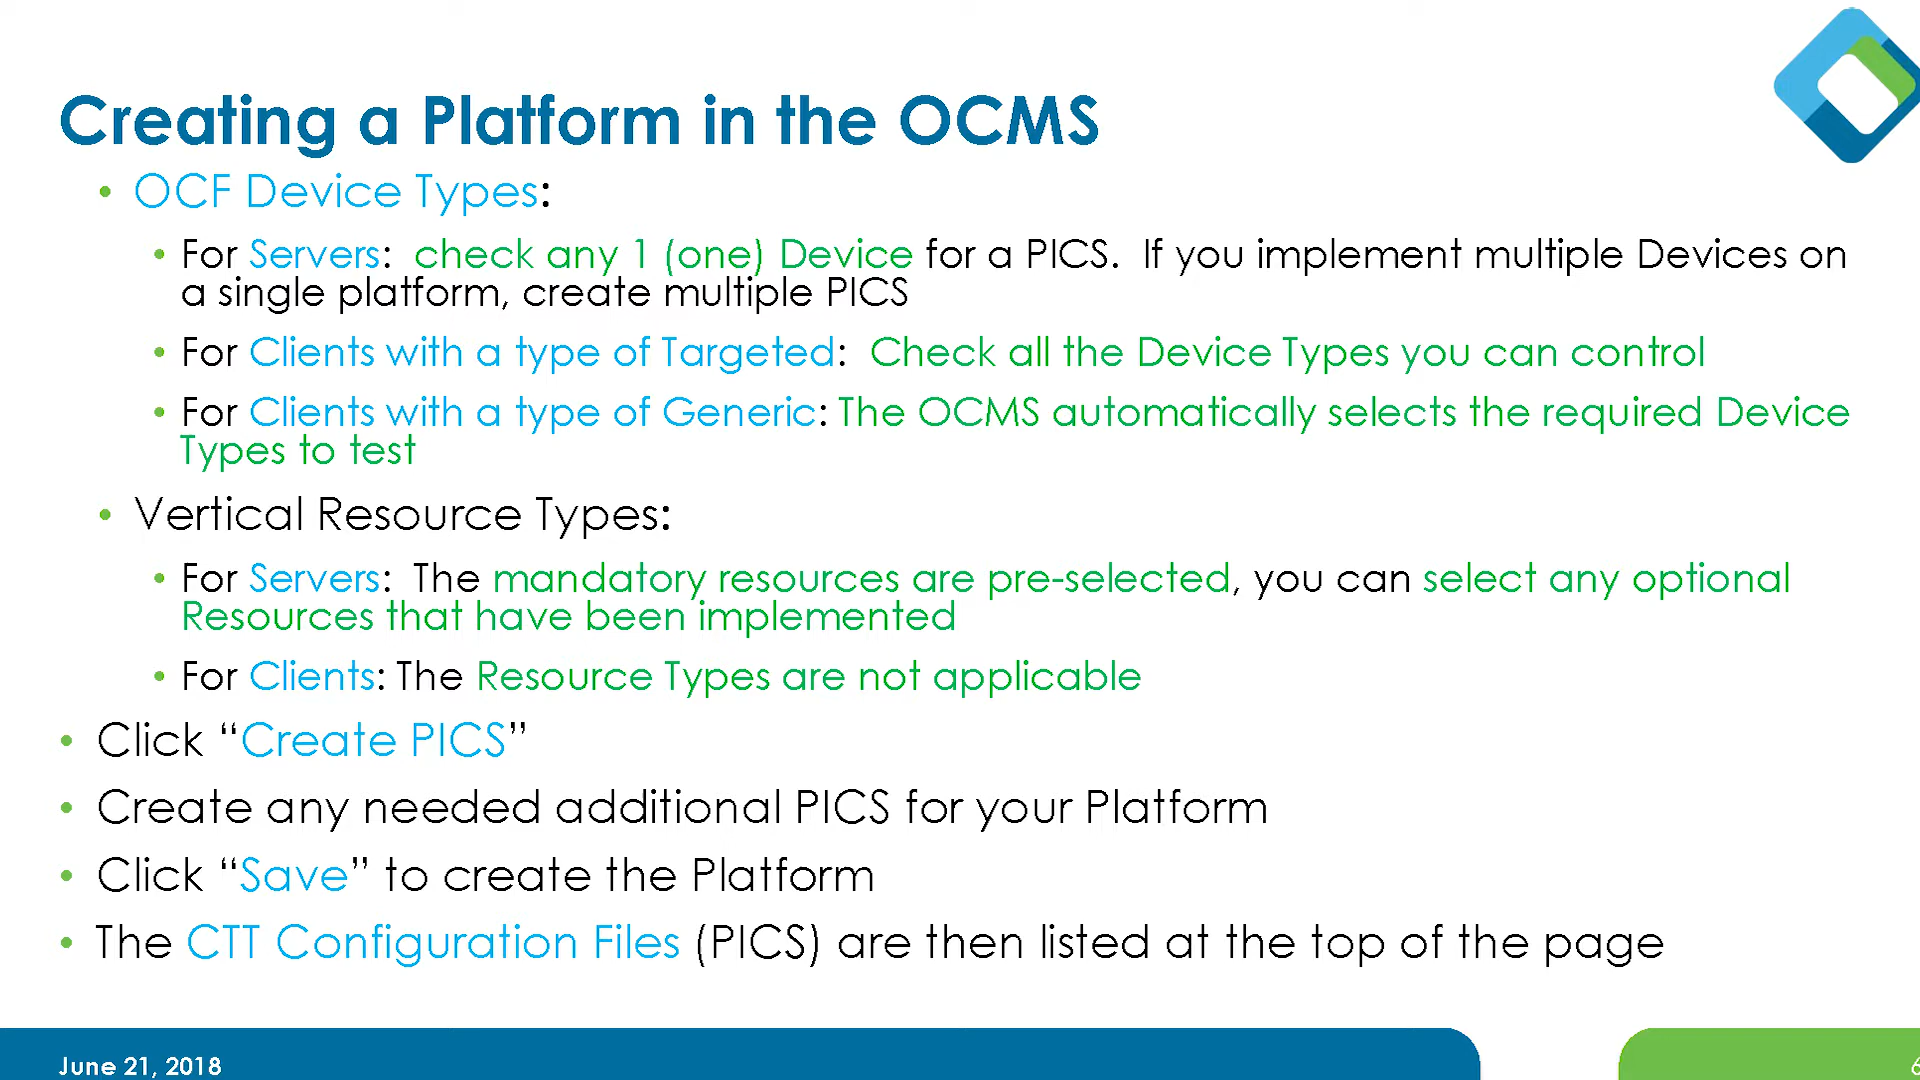 Creating a Platform in the OCMS
• OCF Device Types:
• For Servers:  check any 1 (one) Device for a PICS.  If you implement multiple Devices on
a single platform, create multiple PICS
• For Clients with a type of Targeted:  Check all the Device Types you can control
• For Clients with a type of Generic: The OCMS automatically selects the required Device
Types to test
• Vertical Resource Types:
• For Servers:  The mandatory resources are pre-selected, you can select any optional
Resources that have been implemented
• For Clients: The Resource Types are not applicable
• Click “Create PICS”
• Create any needed additional PICS for your Platform
• Click “Save” to create the Platform
• The CTT Configuration Files (PICS) are then listed at the top of the page
June 21, 2018